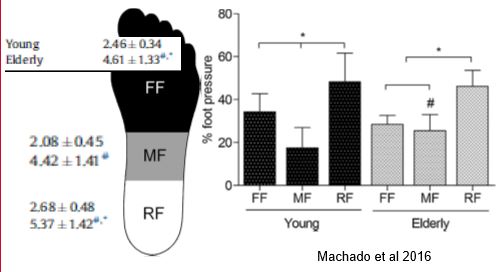 Young 2.46 ± 0.34
Elderly 4.61 ± 1.33#,*
FF
2.08 ± 0.45
4.42 ± 1.41#
MF
2.68 ± 0.48
5.37 ± 1.42#,*
RF
% foot pressure
80
60
40
20
0
*
*
#
FF MF RF FF MF RF
Young Elderly
Machado et al 2016